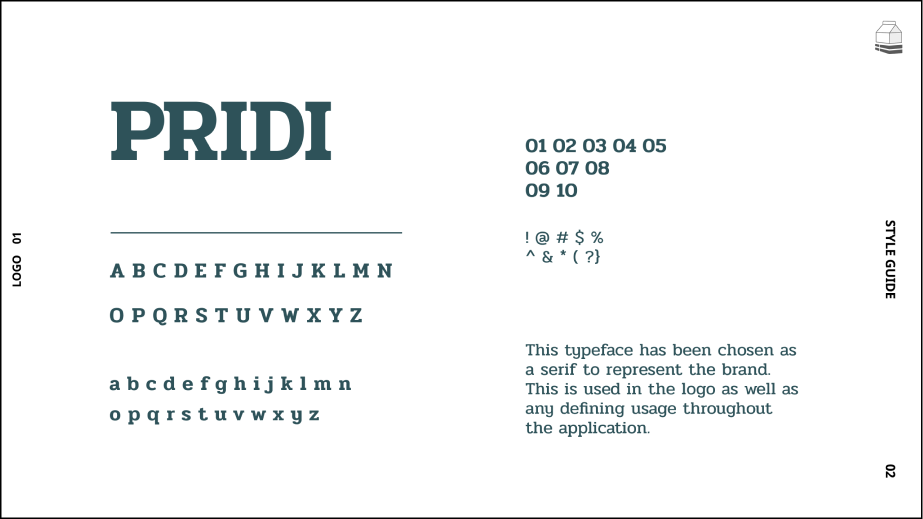 PRIDI
A B C D E F G H I J K L M N
O P Q R S T U V W X Y Z
a b c d e f g h i j k l m n
o p q r s t u v w x y z
01 02 03 04 05
06 07 08
09 10
! @ # $ %
^ & * ( ?}
This typeface has been chosen as
a serif to represent the brand.
This is used in the logo as well as
any defining usage throughout
the application.
LOGO 01
STYLE GUIDE
02